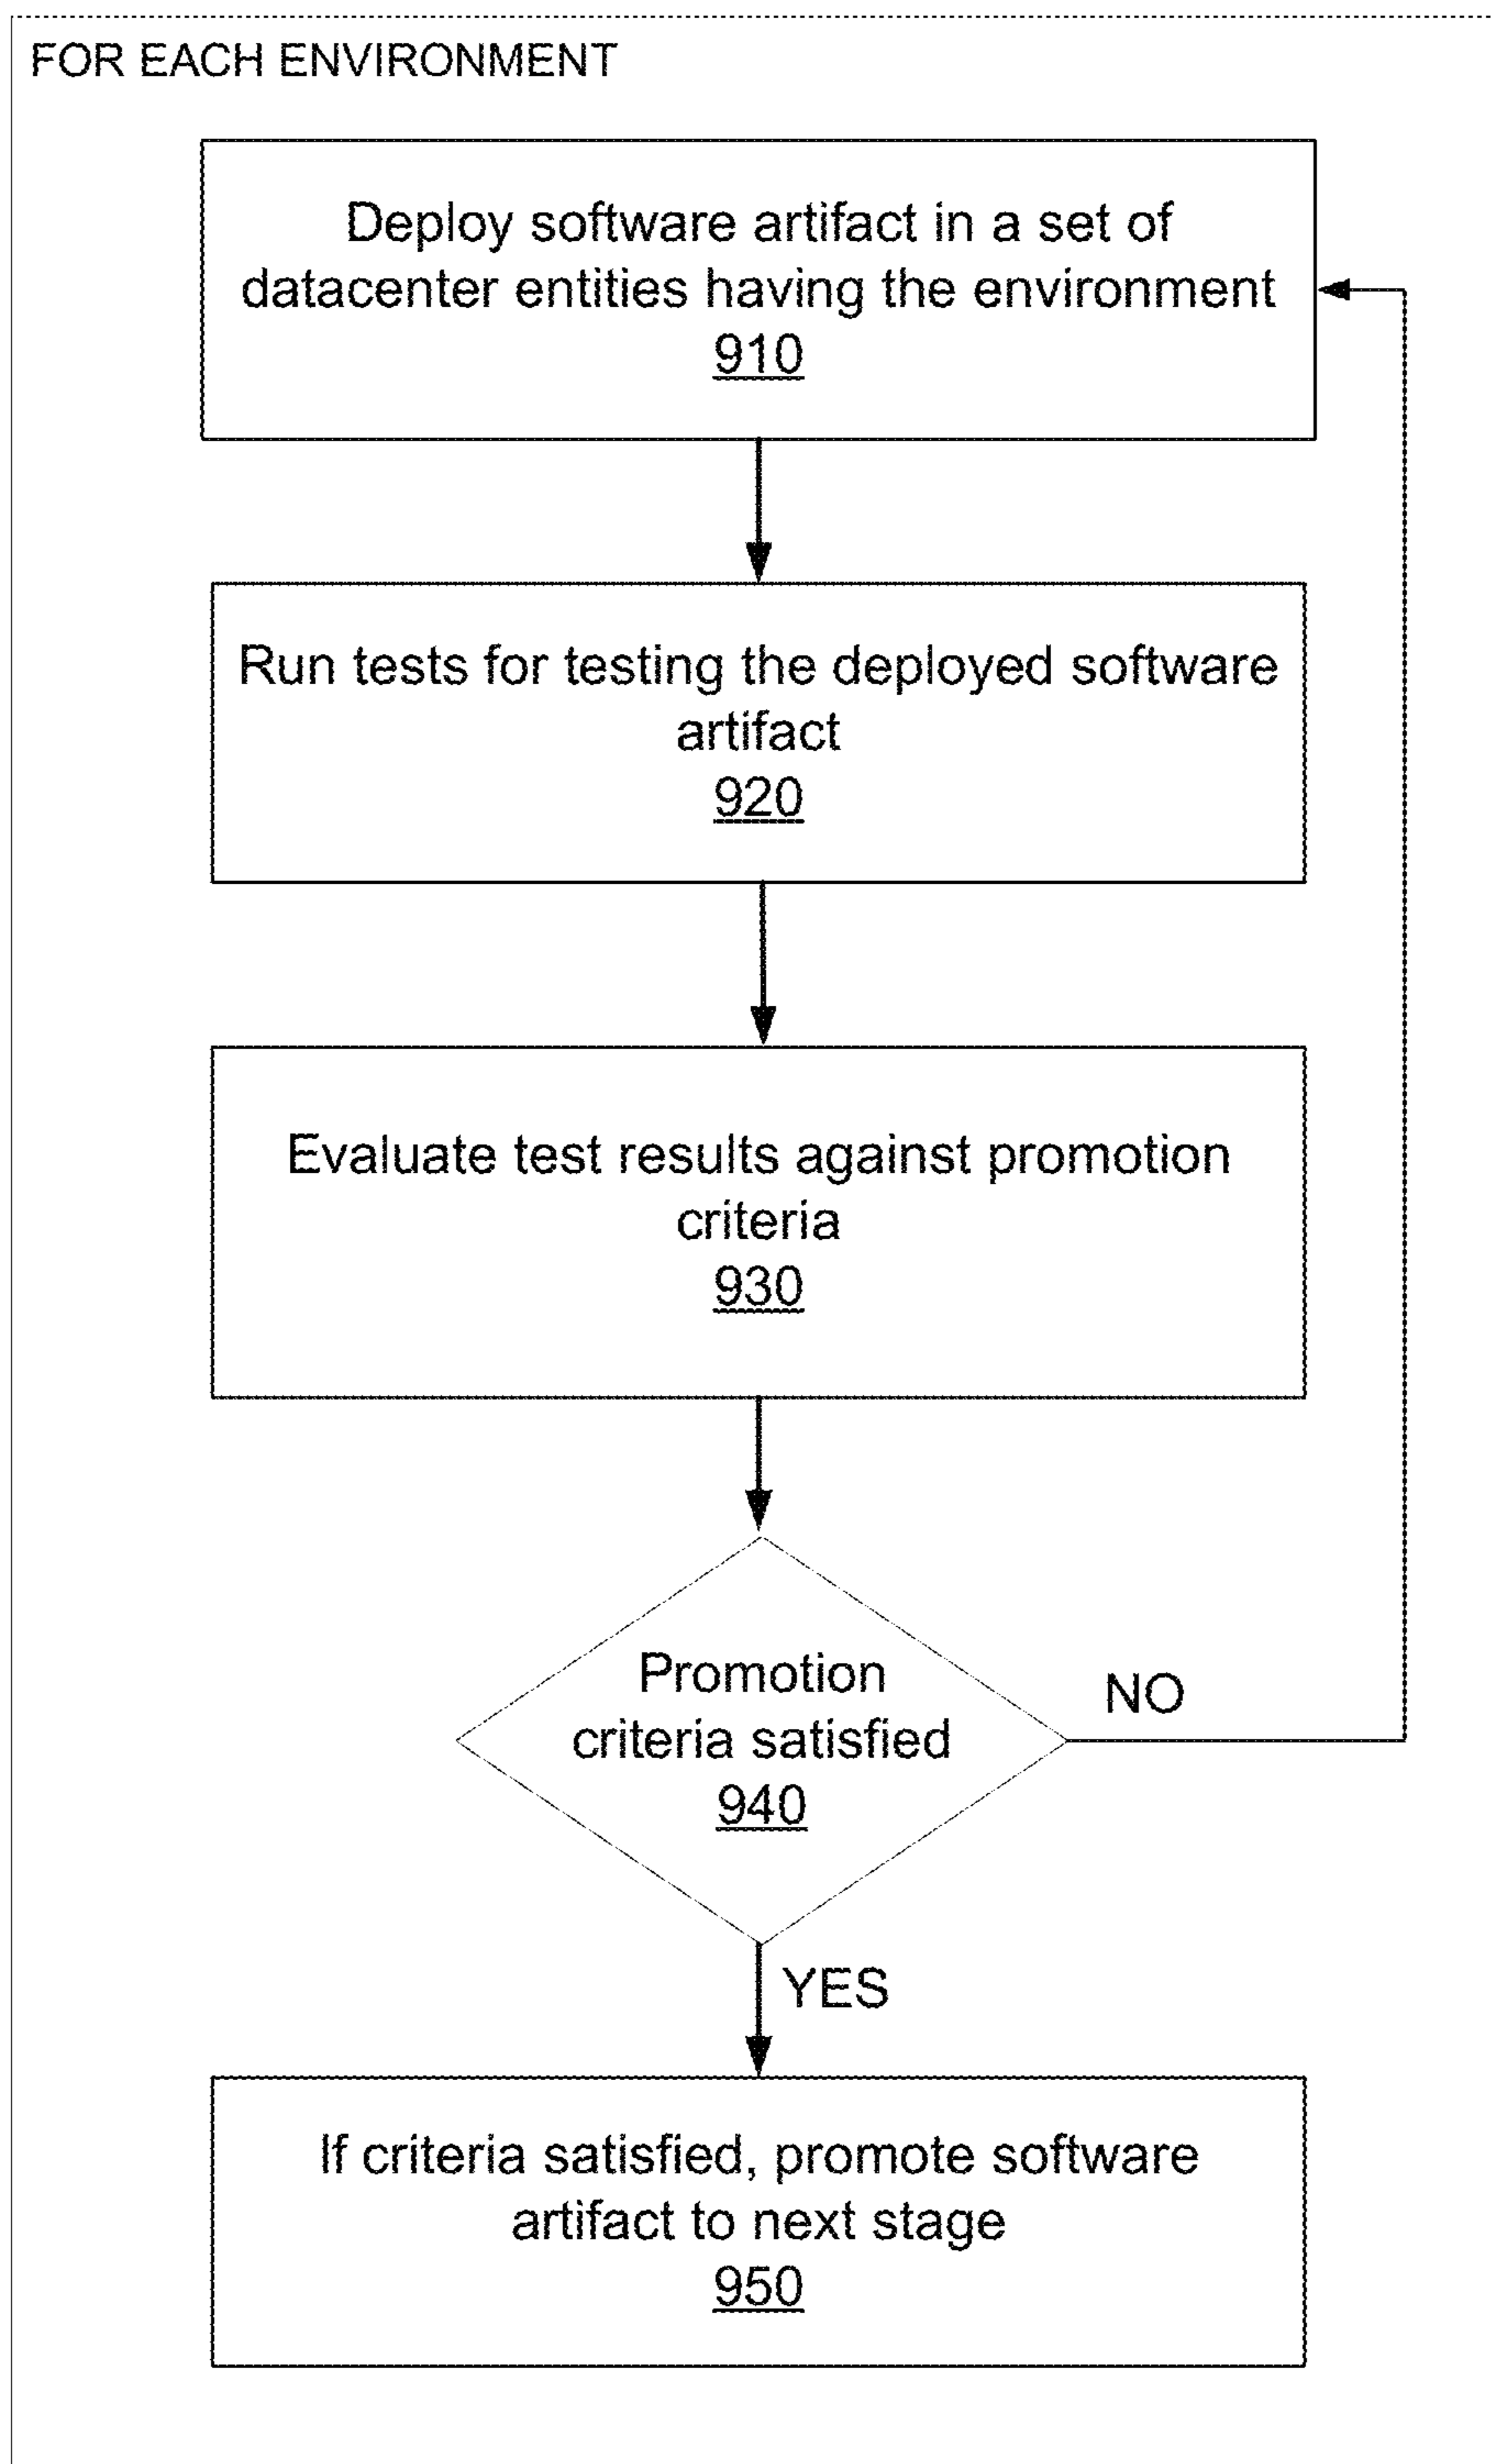 FOR EACH ENVIRONMENT
Deploy software artifact in a set of
datacenter entities having the environment
910
Run tests for testing the deployed software
artifact
920
Evaluate test results against promotion
criteria
930
Promotion
criteria satisfied
940
NO
YES
If criteria satisfied, promote software
artifact to next stage
950